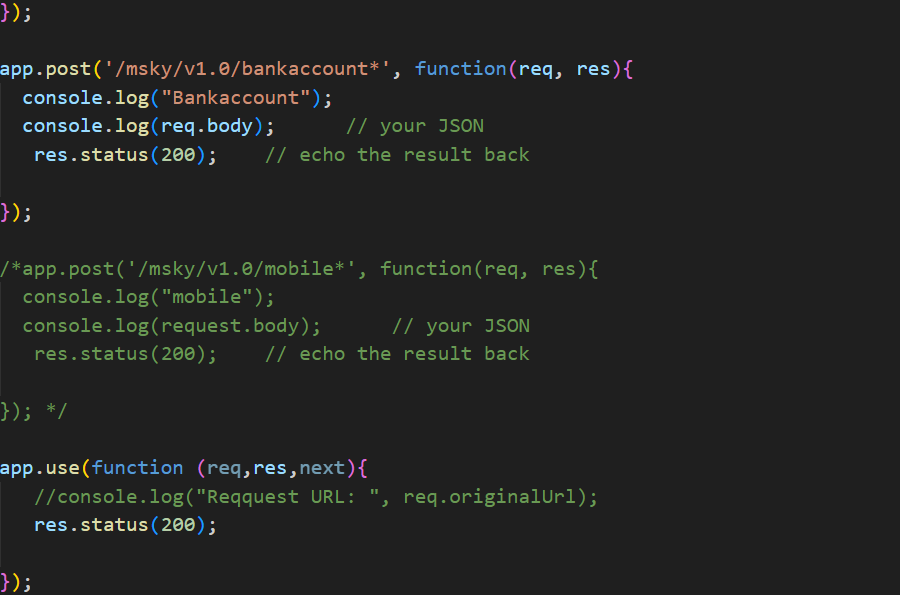 });
app.post('/msky/v1.0/bankaccount*', function(req, res){
console.log("Bankaccount");
console.log(req.body);      // your JSON
res.status(200);    // echo the result back
});
/*app.post('/msky/v1.0/mobile*', function(req, res){
console.log("mobile");
console.log(request.body);      // your JSON
res.status(200);    // echo the result back
}); */
app.use(function (req,res,next){
//console.log("Reqquest URL: ", req.originalUrl);
res.status(200);
});